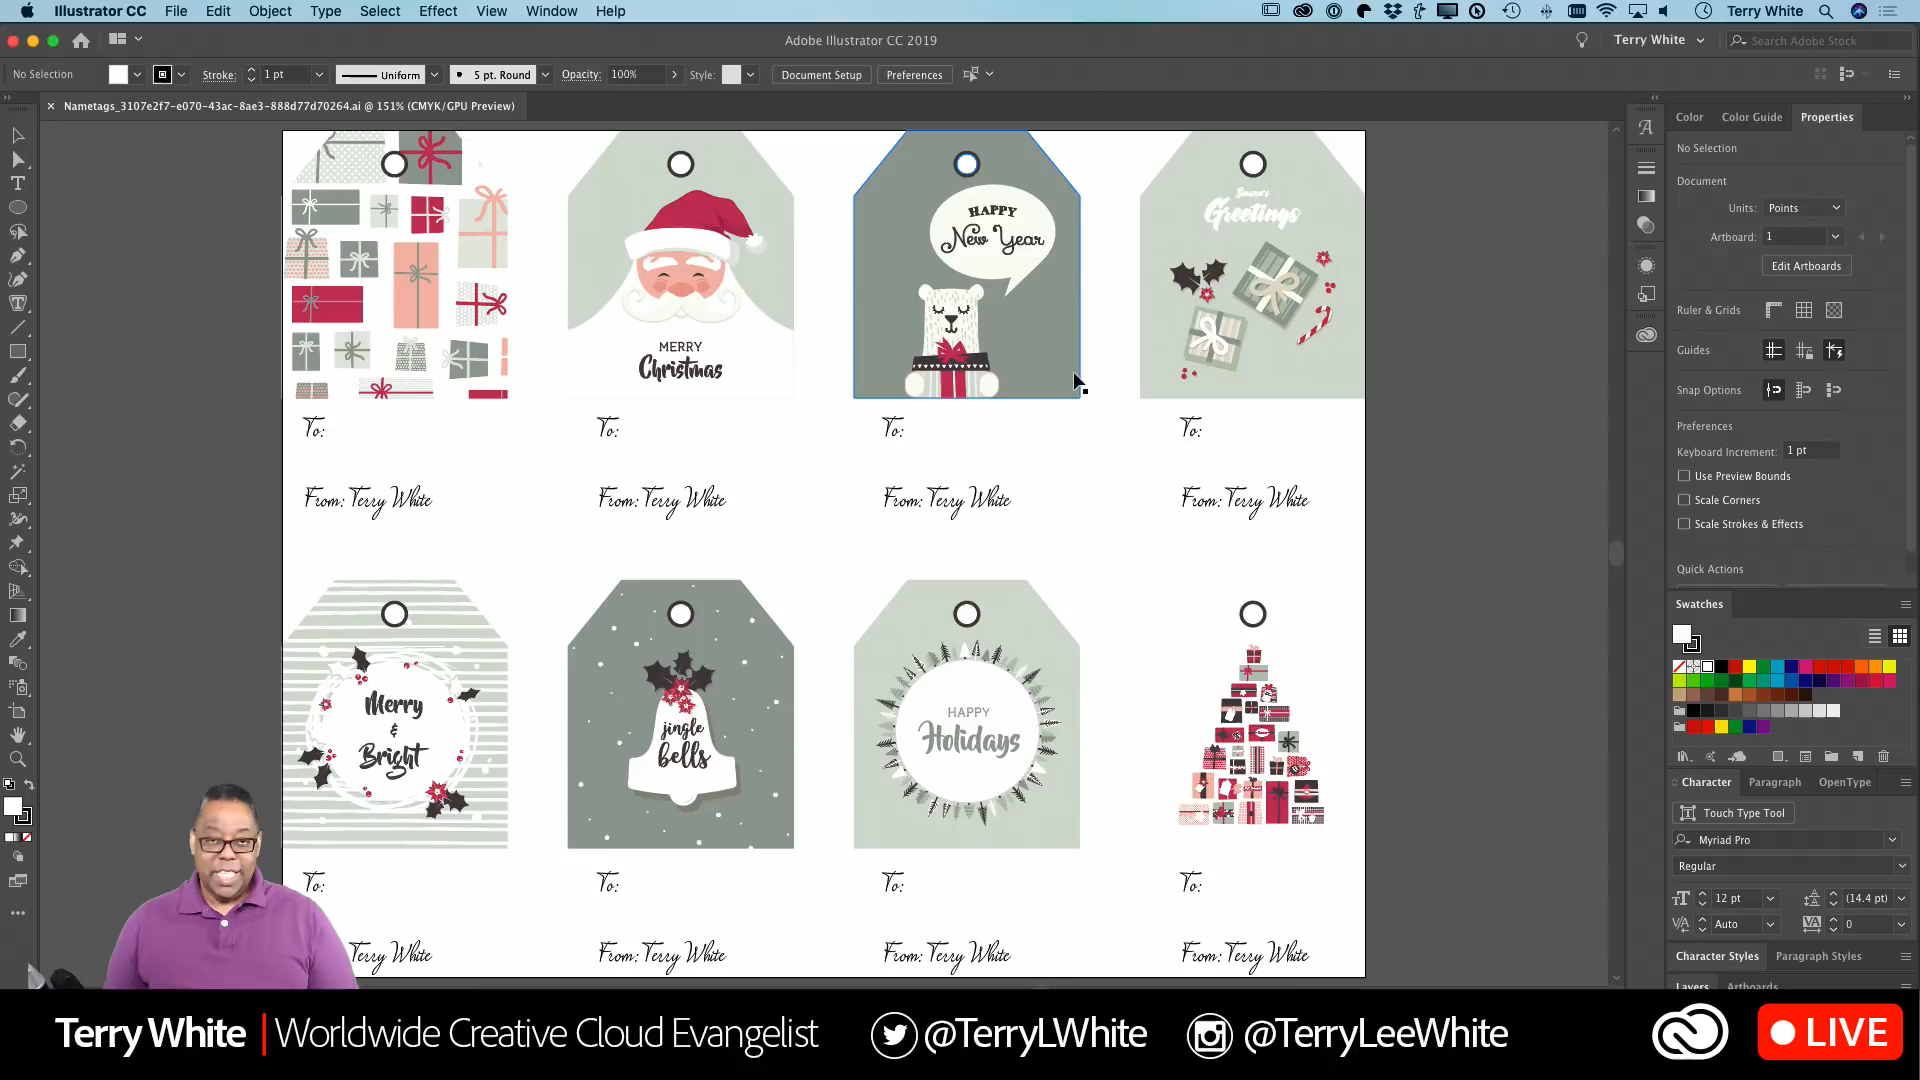 Illustrator CC File Edit Object Type Select Effect View Window Help
Terry White
Adobe Illustrator CC 2019
Terry White
Search Adobe Stock
No Selection
Stroke: 1 pt
Uniform
5 pt. Round
Opacity: 100%
Style:
Document Setup
Preferences
Nametags_3107e2f7-e070-43ac-8ae3-888d77d70264.ai @ 151% (CMYK/GPU Preview)
MERRY
Christmas
HAPPY
New Year
Season's
Greetings
To:
To:
To:
To:
From: Terry White
From: Terry White
From: Terry White
From: Terry White
Merry
&
Bright
jingle
bells
HAPPY
Holidays
To:
To:
To:
To:
Terry White
From: Terry White
From: Terry White
From: Terry White
Color
Color Guide
Properties
No Selection
Document
Units: Points
Artboard: 1
Edit Artboards
Ruler & Grids
Guides
Snap Options
Preferences
Keyboard Increment: 1 pt
Use Preview Bounds
Scale Corners
Scale Strokes & Effects
Quick Actions
Swatches
Character
Paragraph
OpenType
Touch Type Tool
Myriad Pro
Regular
12 pt
(14.4 pt)
Auto
0
Character Styles
Paragraph Styles
Layers
Artboards
Terry White | Worldwide Creative Cloud Evangelist
@TerryLWhite
@TerryLeeWhite
LIVE